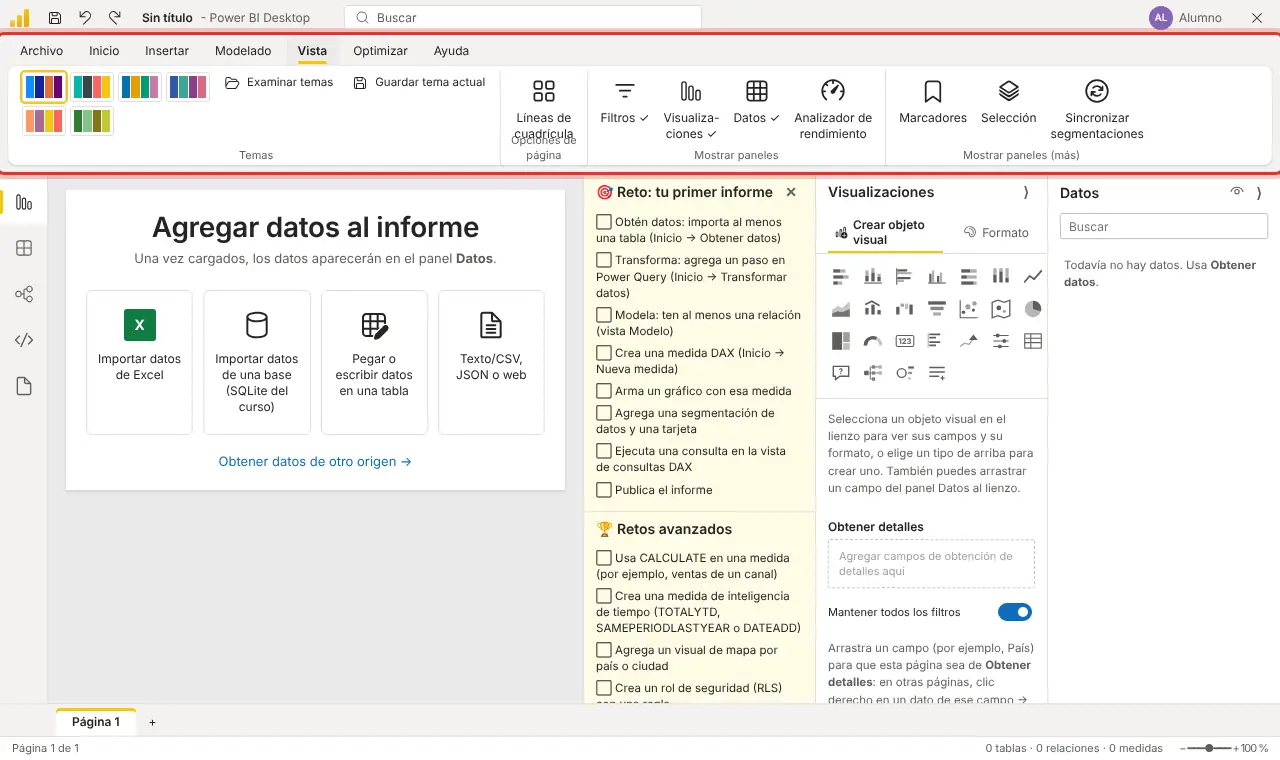 Sin título - Power BI Desktop
Buscar
AL Alumno
Archivo Inicio Insertar Modelado Vista Optimizar Ayuda
Examinar temas Guardar tema actual
Temas
Líneas de
cuadrícula
Opciones de
página
Filtros
Visualiza-
ciones
Datos
Analizador de
rendimiento
Mostrar paneles
Marcadores
Selección
Sincronizar
segmentaciones
Mostrar paneles (más)
Agregar datos al informe
Una vez cargados, los datos aparecerán en el panel Datos.
X
Importar datos
de Excel
Importar datos
de una base
(SQLite del
curso)
Pegar o
escribir datos
en una tabla
Texto/CSV,
JSON o web
Obtener datos de otro origen →
Reto: tu primer informe
Obtén datos: importa al menos
una tabla (Inicio → Obtener datos)
Transforma: agrega un paso en
Power Query (Inicio → Transformar
datos)
Modela: ten al menos una relación
(vista Modelo)
Crea una medida DAX (Inicio →
Nueva medida)
Arma un gráfico con esa medida
Agrega una segmentación de
datos y una tarjeta
Ejecuta una consulta en la vista
de consultas DAX
Publica el informe
Retos avanzados
Usa CALCULATE en una medida
(por ejemplo, ventas de un canal)
Crea una medida de inteligencia
de tiempo (TOTALYTD,
SAMEPERIODLASTYEAR o DATEADD)
Agrega un visual de mapa por
país o ciudad
Crea un rol de seguridad (RLS)
con una regla
Visualizaciones
Crear objeto
visual
Formato
123
Selecciona un objeto visual en el
lienzo para ver sus campos y su
formato, o elige un tipo de arriba para
crear uno. También puedes arrastrar
un campo del panel Datos al lienzo.
Obtener detalles
Agregar campos de obtención de
detalles aquí
Mantener todos los filtros
Arrastra un campo (por ejemplo, País)
para que esta página sea de Obtener
detalles: en otras páginas, clic
derecho en un dato de ese campo →
Datos
Buscar
Todavía no hay datos. Usa Obtener
datos.
Página 1 +
Página 1 de 1
0 tablas · 0 relaciones · 0 medidas
− + 100 %